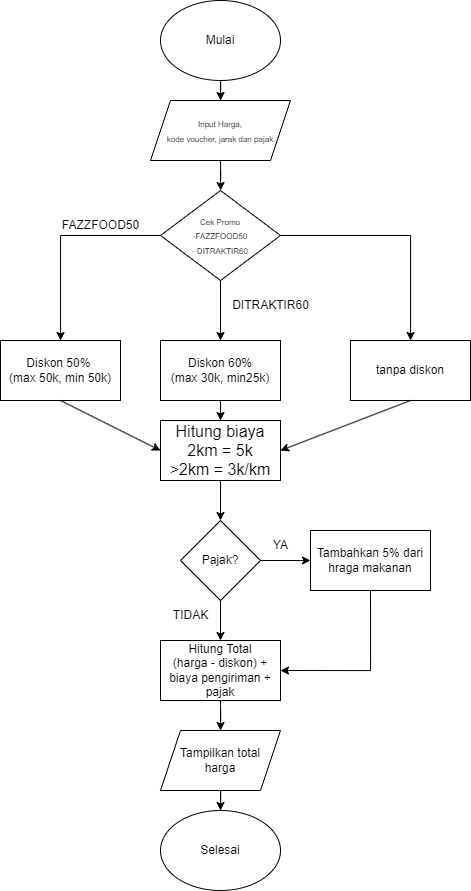 Mulai
Input Harga,
kode voucher, jarak dan pajak
Cek Promo
-FAZZFOOD50
- DITRAKTIR60
FAZZFOOD50
DITRAKTIR60
Diskon 50%
(max 50k, min 50k)
Diskon 60%
(max 30k, min25k)
tanpa diskon
Hitung biaya
2km = 5k
>2km = 3k/km
Pajak?
YA
Tambahkan 5% dari
hraga makanan
TIDAK
Hitung Total
(harga - diskon) +
biaya pengiriman +
pajak
Tampilkan total
harga
Selesai